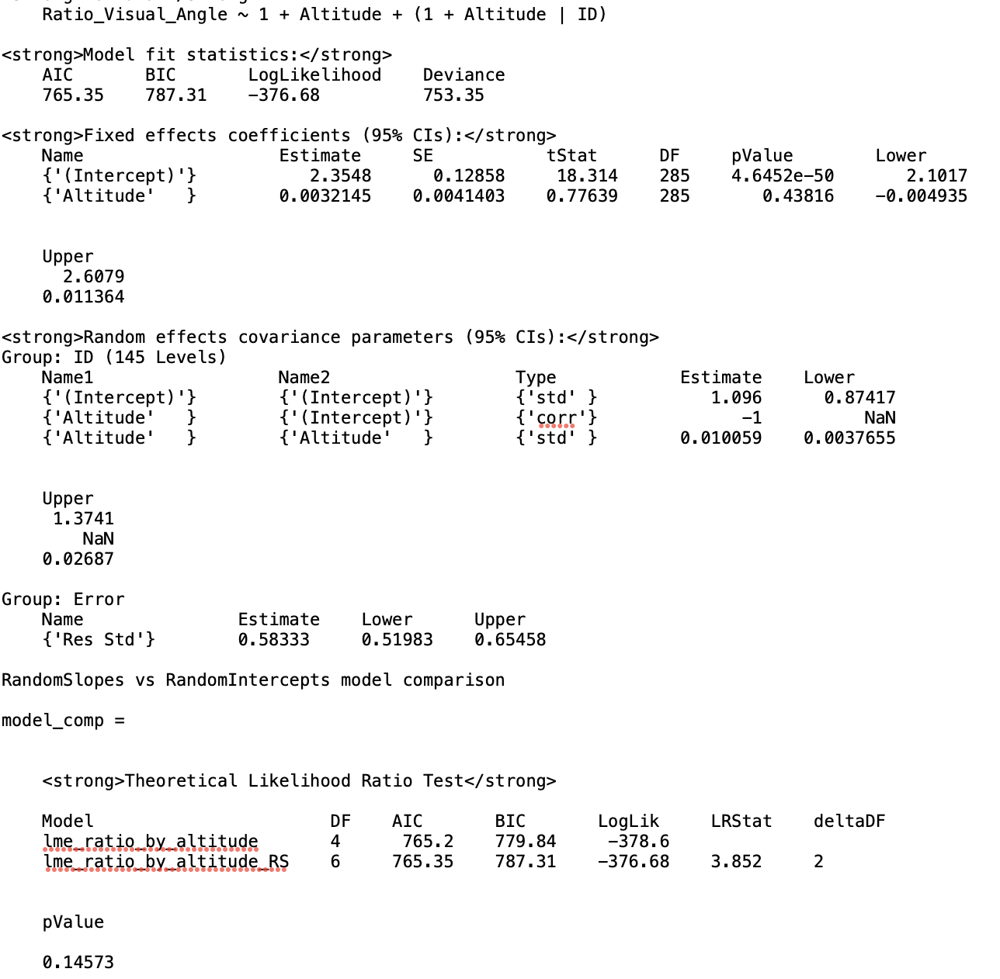 Ratio_Visual_Angle ~ 1 + Altitude + (1 + Altitude | ID)
<strong>Model fit statistics:</strong>
AIC BIC LogLikelihood Deviance
765.35 787.31 -376.68 753.35
<strong>Fixed effects coefficients (95% CIs):</strong>
Name Estimate SE tStat DF pValue Lower
{'(Intercept)'} 2.3548 0.12858 18.314 285 4.6452e-50 2.1017
{'Altitude' } 0.0032145 0.0041403 0.77639 285 0.43816 -0.004935
Upper
2.6079
0.011364
<strong>Random effects covariance parameters (95% CIs):</strong>
Group: ID (145 Levels)
Name1 Name2 Type Estimate Lower
{'(Intercept)'} {'(Intercept)'} {'std' } 1.096 0.87417
{'Altitude' } {'(Intercept)'} {'corr'} -1 NaN
{'Altitude' } {'Altitude' } {'std' } 0.010059 0.0037655
Upper
1.3741
NaN
0.02687
Group: Error
Name Estimate Lower Upper
{'Res Std'} 0.58333 0.51983 0.65458
RandomSlopes vs RandomIntercepts model comparison
model_comp =
<strong>Theoretical Likelihood Ratio Test</strong>
Model DF AIC BIC LogLik LRStat deltaDF
lme_ratio_by_altitude 4 765.2 779.84 -378.6
lme_ratio_by_altitude_RS 6 765.35 787.31 -376.68 3.852 2
pValue
0.14573